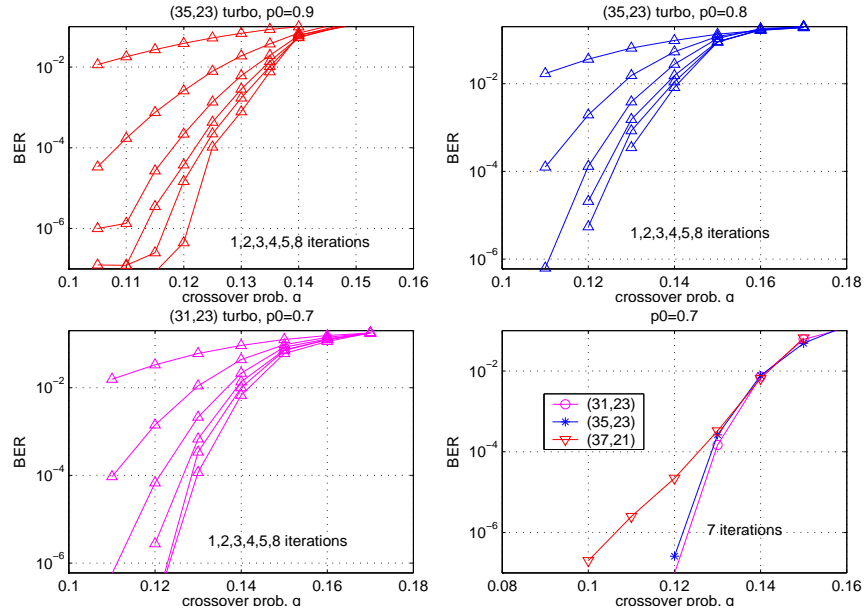 (35,23) turbo, p0=0.9
(35,23) turbo, p0=0.8
BER
10^-2
10^-4
10^-6
1,2,3,4,5,8 iterations
0.1 0.11 0.12 0.13 0.14 0.15 0.16
crossover prob. q
BER
10^-2
10^-4
10^-6
1,2,3,4,5,8 iterations
0.1 0.12 0.14 0.16 0.18
crossover prob. q
(31,23) turbo, p0=0.7
p0=0.7
BER
10^-2
10^-4
10^-6
1,2,3,4,5,8 iterations
0.1 0.12 0.14 0.16 0.18
crossover prob. q
BER
10^-2
10^-4
10^-6
(31,23)
(35,23)
(37,21)
7 iterations
0.08 0.1 0.12 0.14 0.16
crossover prob. q